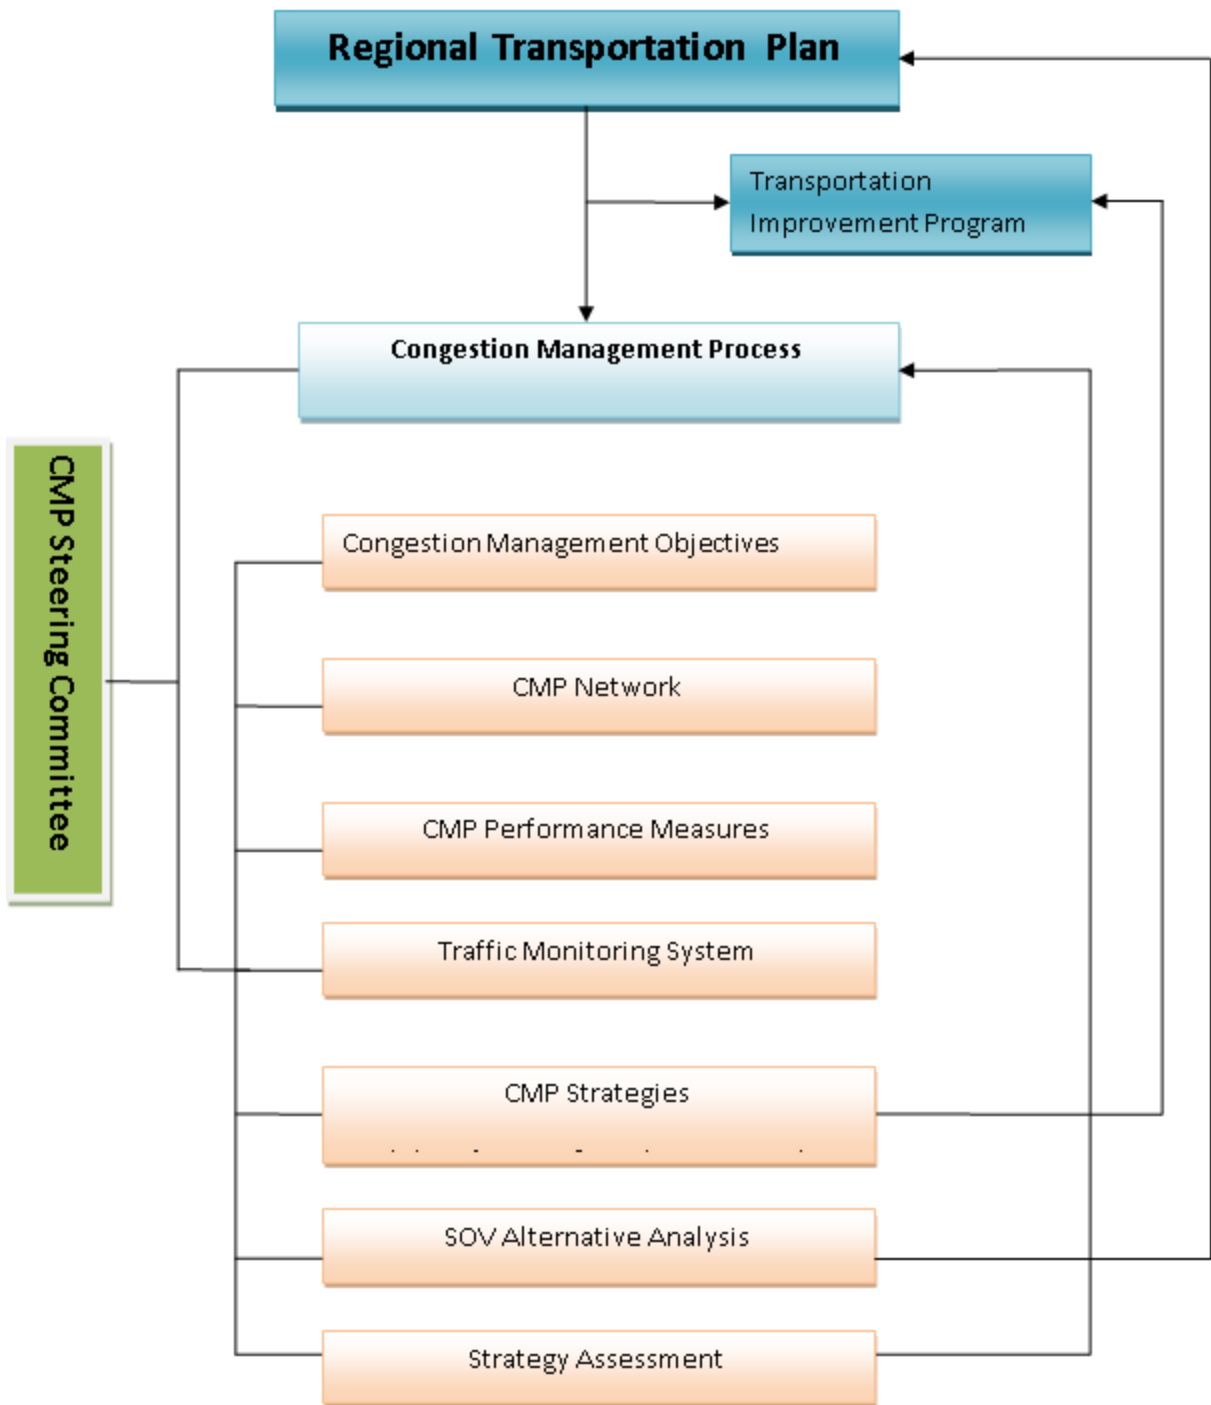 Regional Transportation Plan
Transportation
Improvement Program
Congestion Management Process
CMP Steering Committee
Congestion Management Objectives
CMP Network
CMP Performance Measures
Traffic Monitoring System
CMP Strategies
SOV Alternative Analysis
Strategy Assessment